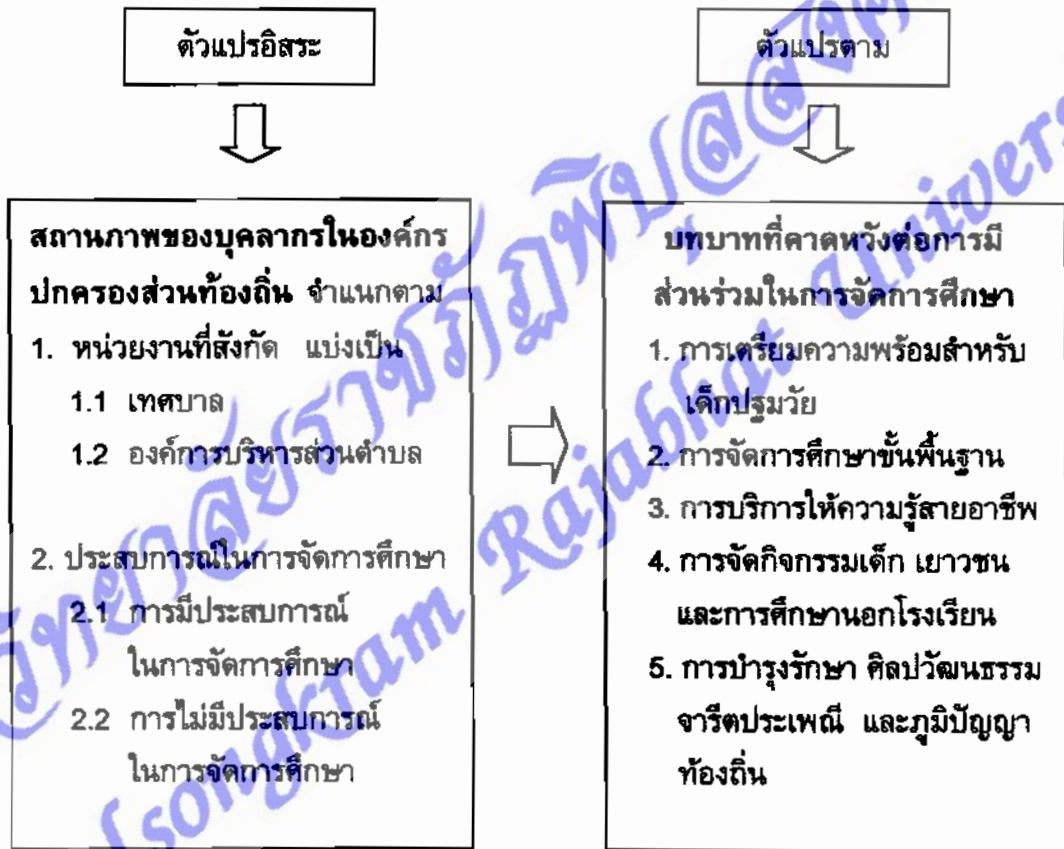 ตัวแปรอิสระ
ตัวแปรตาม
สถานภาพของบุคลากรในองค์กร
ปกครองส่วนท้องถิ่น จำแนกตาม
1. หน่วยงานที่สังกัด แบ่งเป็น
1.1 เทศบาล
1.2 องค์การบริหารส่วนตำบล
2. ประสบการณ์ในการจัดการศึกษา
2.1 การมีประสบการณ์
ในการจัดการศึกษา
2.2 การไม่มีประสบการณ์
ในการจัดการศึกษา
บทบาทที่คาดหวังต่อการมี
ส่วนร่วมในการจัดการศึกษา
1. การเตรียมความพร้อมสำหรับ
เด็กปฐมวัย
2. การจัดการศึกษาขั้นพื้นฐาน
3. การบริการให้ความรู้สายอาชีพ
4. การจัดกิจกรรมเด็ก เยาวชน
และการศึกษานอกโรงเรียน
5. การบำรุงรักษา ศิลปวัฒนธรรม
จารีตประเพณี และภูมิปัญญา
ท้องถิ่น
วิทยาลัยราชภัฏพิบูลสงค
songkram Rajabhat Univers